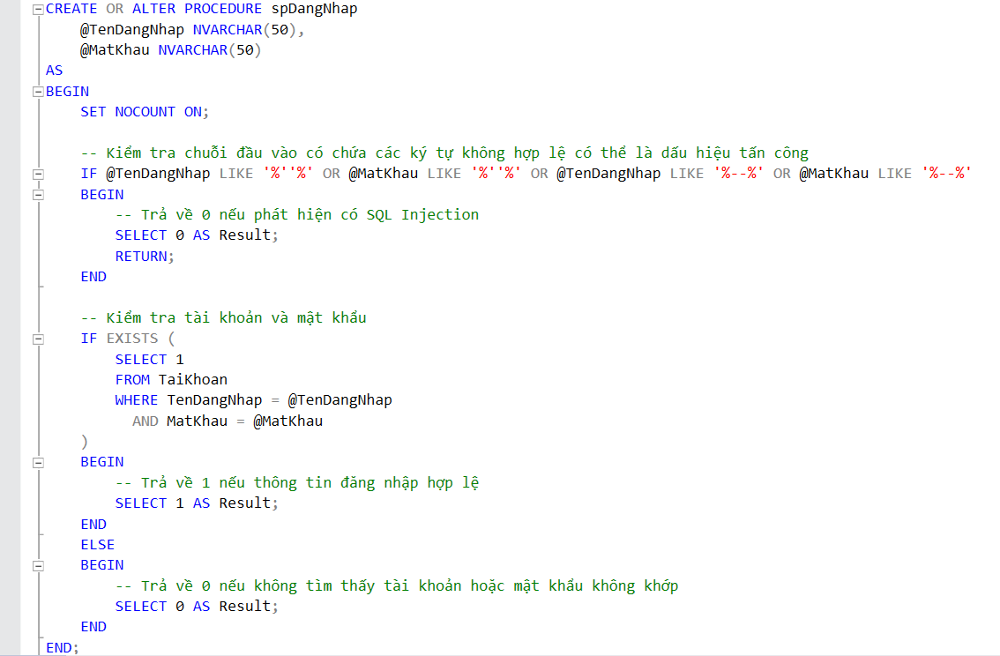 CREATE OR ALTER PROCEDURE spDangNhap
    @TenDangNhap NVARCHAR(50),
    @MatKhau NVARCHAR(50)
AS
BEGIN
    SET NOCOUNT ON;

    -- Kiểm tra chuỗi đầu vào có chứa các ký tự không hợp lệ có thể là dấu hiệu tấn công
    IF @TenDangNhap LIKE '%''%' OR @MatKhau LIKE '%''%' OR @TenDangNhap LIKE '%--%' OR @MatKhau LIKE '%--%'
    BEGIN
        -- Trả về 0 nếu phát hiện có SQL Injection
        SELECT 0 AS Result;
        RETURN;
    END

    -- Kiểm tra tài khoản và mật khẩu
    IF EXISTS (
        SELECT 1
        FROM TaiKhoan
        WHERE TenDangNhap = @TenDangNhap
          AND MatKhau = @MatKhau
    )
    BEGIN
        -- Trả về 1 nếu thông tin đăng nhập hợp lệ
        SELECT 1 AS Result;
    END
    ELSE
    BEGIN
        -- Trả về 0 nếu không tìm thấy tài khoản hoặc mật khẩu không khớp
        SELECT 0 AS Result;
    END
END;